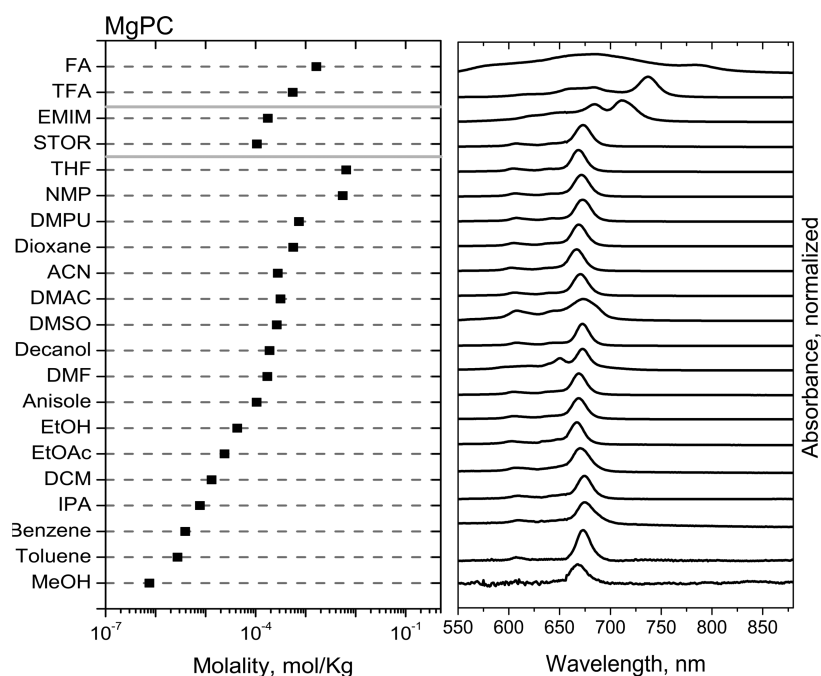 MgPC
FA
TFA
EMIM
STOR
THF
NMP
DMPU
Dioxane
ACN
DMAC
DMSO
Decanol
DMF
Anisole
EtOH
EtOAc
DCM
IPA
Benzene
Toluene
MeOH
10⁻⁷ 10⁻⁴ 10⁻¹
Molality, mol/Kg
550 600 650 700 750 800 850
Wavelength, nm
Absorbance, normalized